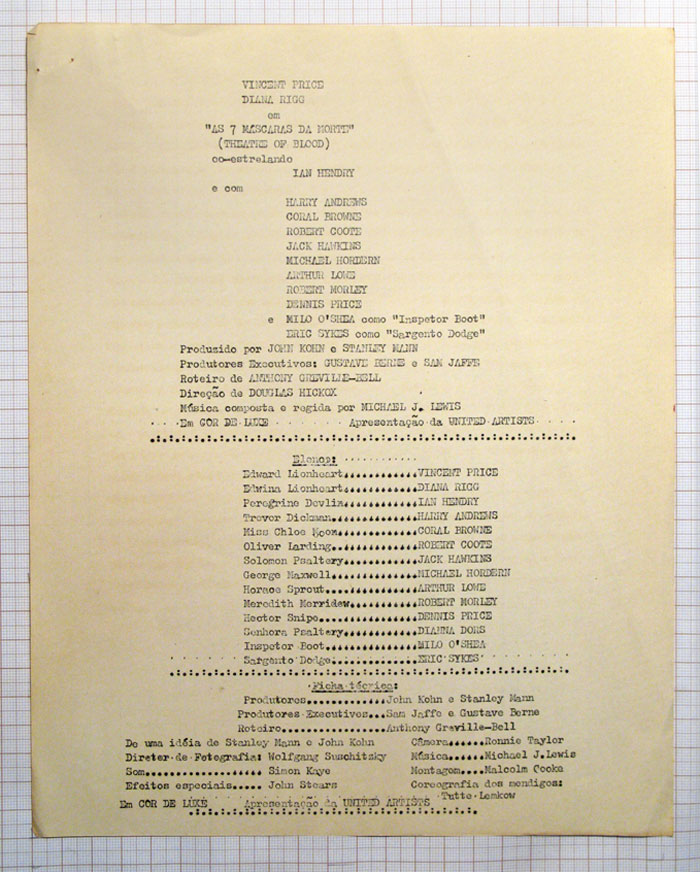 VINCENT PRICE
DIANA RIGG
em
"AS 7 MÁSCARAS DA MORTE"
(THEATRE OF BLOOD)
co-estrelando
IAN HENDRY
e com
HARRY ANDREWS
CORAL BROWNE
ROBERT COOTE
JACK HAWKINS
MICHAEL HORDERN
ARTHUR LOWE
ROBERT MORLEY
DENNIS PRICE
e MILO O'SHEA como "Inspetor Boot"
ERIC SYKES como "Sargento Dodge"
Produzido por JOHN KOHN e STANLEY MANN
Produtores Executivos: GUSTAVE BERNE e SAM JAFFE
Roteiro de ANTHONY GREVILLE-BELL
Direção de DOUGLAS HICKOX
Música composta e regida por MICHAEL J. LEWIS
Em COR DE LUXE Apresentação da UNITED ARTISTS
Elenco:
Edward Lionheart............VINCENT PRICE
Edwina Lionheart............DIANA RIGG
Peregrine Devlin............IAN HENDRY
Trevor Dickman..............HARRY ANDREWS
Miss Chloe Moon.............CORAL BROWNE
Oliver Larding..............ROBERT COOTE
Solomon Psaltery............JACK HAWKINS
George Maxwell..............MICHAEL HORDERN
Horace Sprout...............ARTHUR LOWE
Meredith Merridew...........ROBERT MORLEY
Hector Snipe................DENNIS PRICE
Senhora Psaltery............DIANNA DORS
Inspetor Boot...............MILO O'SHEA
Sargento Dodge..............ERIC SYKES
Ficha técnica:
Produtores.............John Kohn e Stanley Mann
Produtores Executivos...Sam Jaffe e Gustave Berne
Roteiro.................Anthony Greville-Bell
De uma idéia de Stanley Mann e John Kohn Câmera......Ronnie Taylor
Diretor de Fotografia: Wolfgang Suschitzky Música......Michael J.Lewis
Som................. Simon Kaye Montagem....Malcolm Cooke
Efeitos especiais..... John Stears Coreografia dos mendigos:
Tutte Lemkow
Em COR DE LUXE Apresentação da UNITED ARTISTS